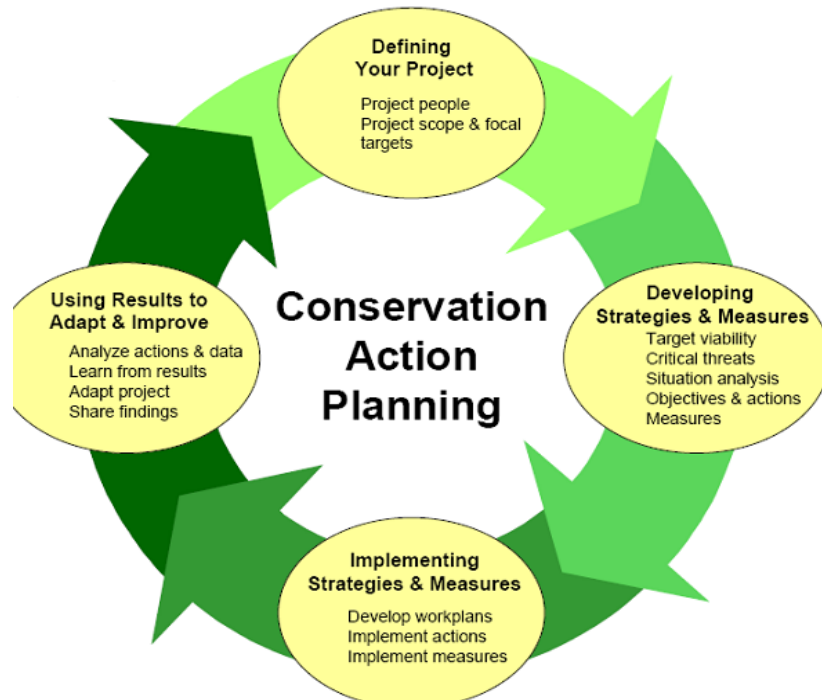 Defining
Your Project
Project people
Project scope & focal
targets
Developing
Strategies & Measures
Target viability
Critical threats
Situation analysis
Objectives & actions
Measures
Implementing
Strategies & Measures
Develop workplans
Implement actions
Implement measures
Using Results to
Adapt & Improve
Analyze actions & data
Learn from results
Adapt project
Share findings
Conservation
Action
Planning